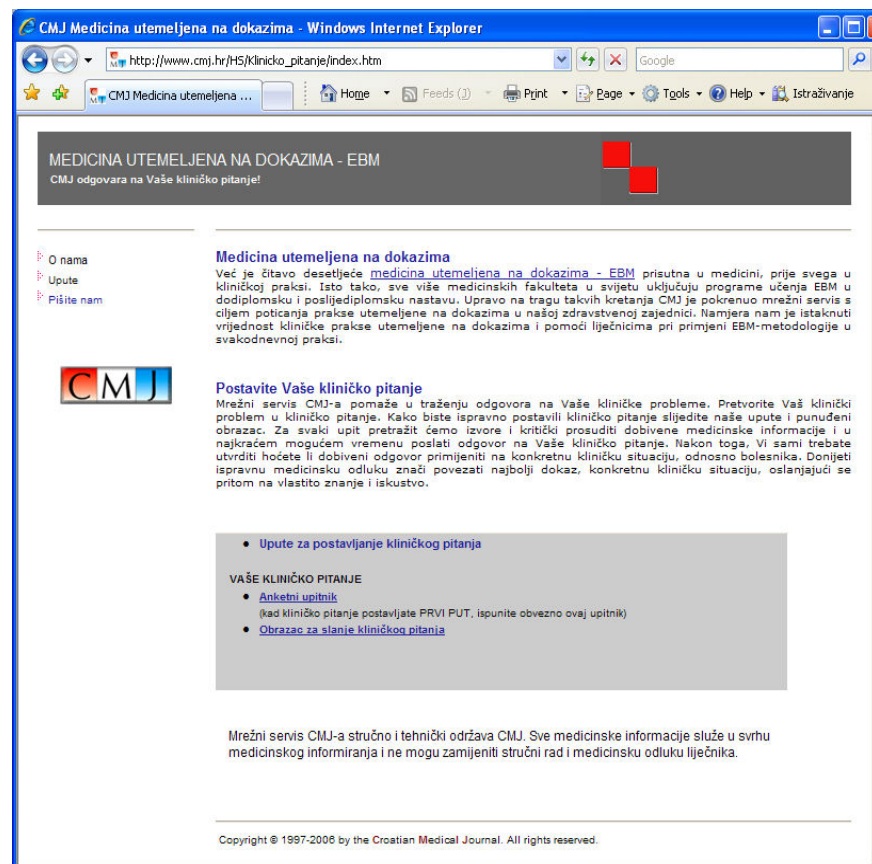 CMJ Medicina utemeljena na dokazima - Windows Internet Explorer
http://www.cmj.hr/HS/Klinicko_pitanje/index.htm
Google
CMJ Medicina utemeljena ...
Home
Feeds (J)
Print
Page
Tools
Help
Istraživanje
MEDICINA UTEMELJENA NA DOKAZIMA - EBM
CMJ odgovara na Vaše kliničko pitanje!
O nama
Upute
Pišite nam
CMJ
Medicina utemeljena na dokazima
Već je čitavo desetljeće medicina utemeljena na dokazima - EBM prisutna u medicini, prije svega u
kliničkoj praksi. Isto tako, sve više medicinskih fakulteta u svijetu uključuju programe učenja EBM u
dodiplomsku i poslijediplomsku nastavu. Upravo na tragu takvih kretanja CMJ je pokrenuo mrežni servis s
ciljem poticanja prakse utemeljene na dokazima u našoj zdravstvenoj zajednici. Namjera nam je istaknuti
vrijednost kliničke prakse utemeljene na dokazima i pomoći liječnicima pri primjeni EBM-metodologije u
svakodnevnoj praksi.
Postavite Vaše kliničko pitanje
Mrežni servis CMJ-a pomaže u traženju odgovora na Vaše kliničke probleme. Pretvorite Vaš klinički
problem u kliničko pitanje. Kako biste ispravno postavili kliničko pitanje slijedite naše upute i punuđeni
obrazac. Za svaki upit pretražit ćemo izvore i kritički prosuditi dobivene medicinske informacije i u
najkraćem mogućem vremenu poslati odgovor na Vaše kliničko pitanje. Nakon toga, Vi sami trebate
utvrditi hoćete li dobiveni odgovor primijeniti na konkretnu kliničku situaciju, odnosno bolesnika. Donijeti
ispravnu medicinsku odluku znači povezati najbolji dokaz, konkretnu kliničku situaciju, oslanjajući se
pritom na vlastito znanje i iskustvo.
Upute za postavljanje kliničkog pitanja
VAŠE KLINIČKO PITANJE
Anketni upitnik
(kad kliničko pitanje postavljate PRVI PUT, ispunite obvezno ovaj upitnik)
Obrazac za slanje kliničkog pitanja
Mrežni servis CMJ-a stručno i tehnički održava CMJ. Sve medicinske informacije služe u svrhu
medicinskog informiranja i ne mogu zamijeniti stručni rad i medicinsku odluku liječnika.
Copyright © 1997-2006 by the Croatian Medical Journal. All rights reserved.